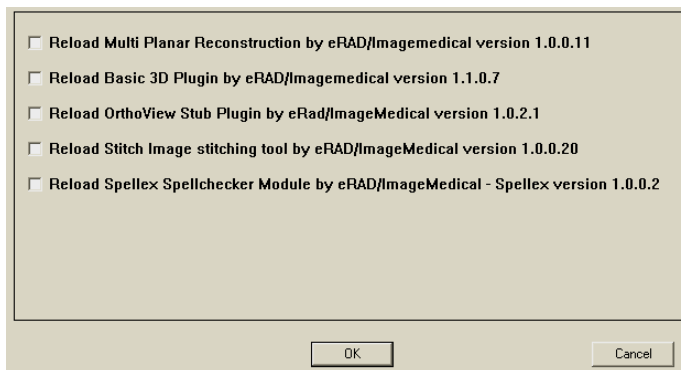 Reload Multi Planar Reconstruction by eRAD/Imagemedical version 1.0.0.11
Reload Basic 3D Plugin by eRAD/Imagemedical version 1.1.0.7
Reload OrthoView Stub Plugin by eRad/ImageMedical version 1.0.2.1
Reload Stitch Image stitching tool by eRAD/ImageMedical version 1.0.0.20
Reload Spellex Spellchecker Module by eRAD/ImageMedical - Spellex version 1.0.0.2
OK Cancel